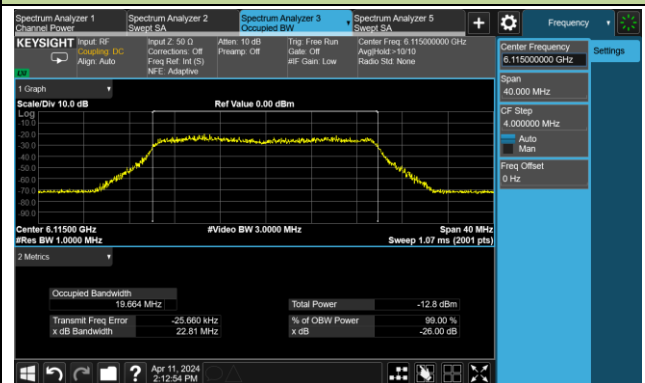 Spectrum Analyzer 1
Channel Power
Spectrum Analyzer 2
Swept SA
Spectrum Analyzer 3
Occupied BW
Spectrum Analyzer 5
Swept SA
+
Frequency
KEYSIGHT
Input: RF
Coupling: DC
Align: Auto
Input Z: 50 Ω
Corrections: Off
Freq Ref: Int (S)
NFE: Adaptive
Atten: 10 dB
Preamp: Off
Trig: Free Run
Gate: Off
#IF Gain: Low
Center Freq: 6.115000000 GHz
Avg|Hold:>10/10
Radio Std: None
Center Frequency
6.115000000 GHz
Settings
Span
40.000 MHz
CF Step
4.000000 MHz
Auto
Man
Freq Offset
0 Hz
1 Graph
Scale/Div 10.0 dB
Ref Value 0.00 dBm
Log
-10.0
-20.0
-30.0
-40.0
-50.0
-60.0
-70.0
-80.0
-90.0
Center 6.11500 GHz
#Video BW 3.0000 MHz
Span 40 MHz
#Res BW 1.0000 MHz
Sweep 1.07 ms (2001 pts)
2 Metrics
Occupied Bandwidth
19.664 MHz
Total Power -12.8 dBm
Transmit Freq Error -25.660 kHz
% of OBW Power 99.00 %
x dB Bandwidth 22.81 MHz
x dB -26.00 dB
?
Apr 11, 2024
2:12:54 PM